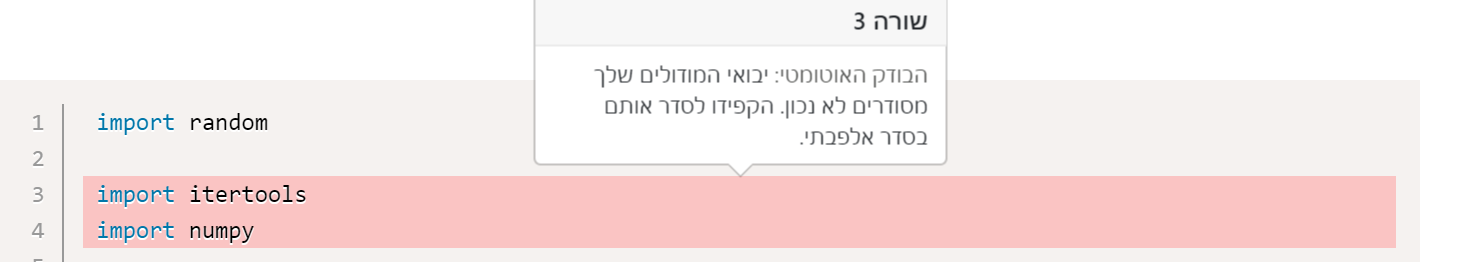 שורה 3
הבודק האוטומטי: יבואי המודולים שלך
מסודרים לא נכון. הקפידו לסדר אותם
בסדר אלפבתי.
1 import random
2
3 import itertools
4 import numpy